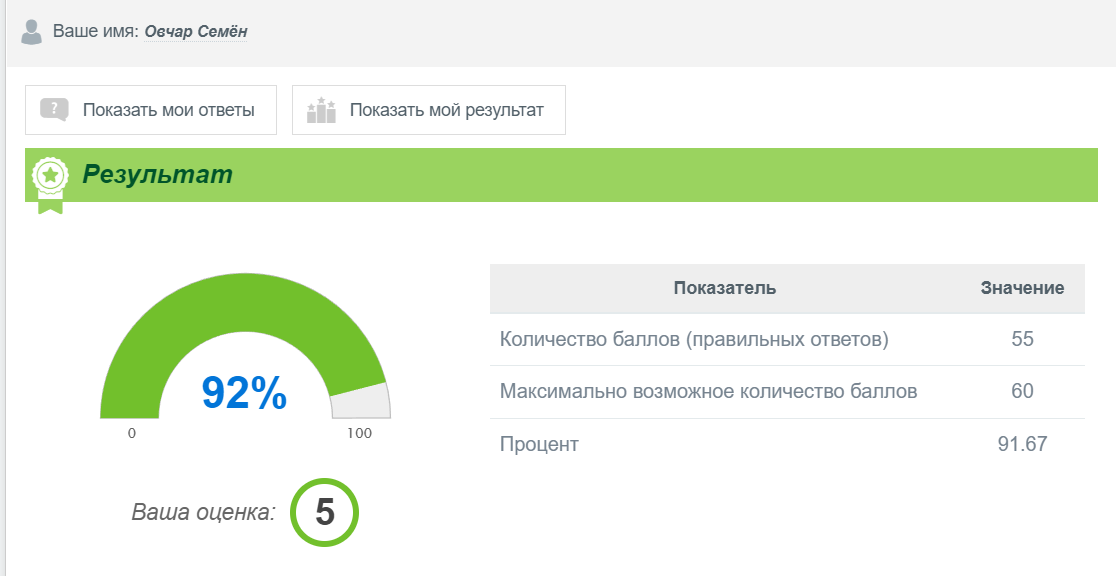 Ваше имя: Овчар Семён
Показать мои ответы
Показать мой результат
Результат
92%
0
100
Ваша оценка: 5
Показатель Значение
Количество баллов (правильных ответов) 55
Максимально возможное количество баллов 60
Процент 91.67